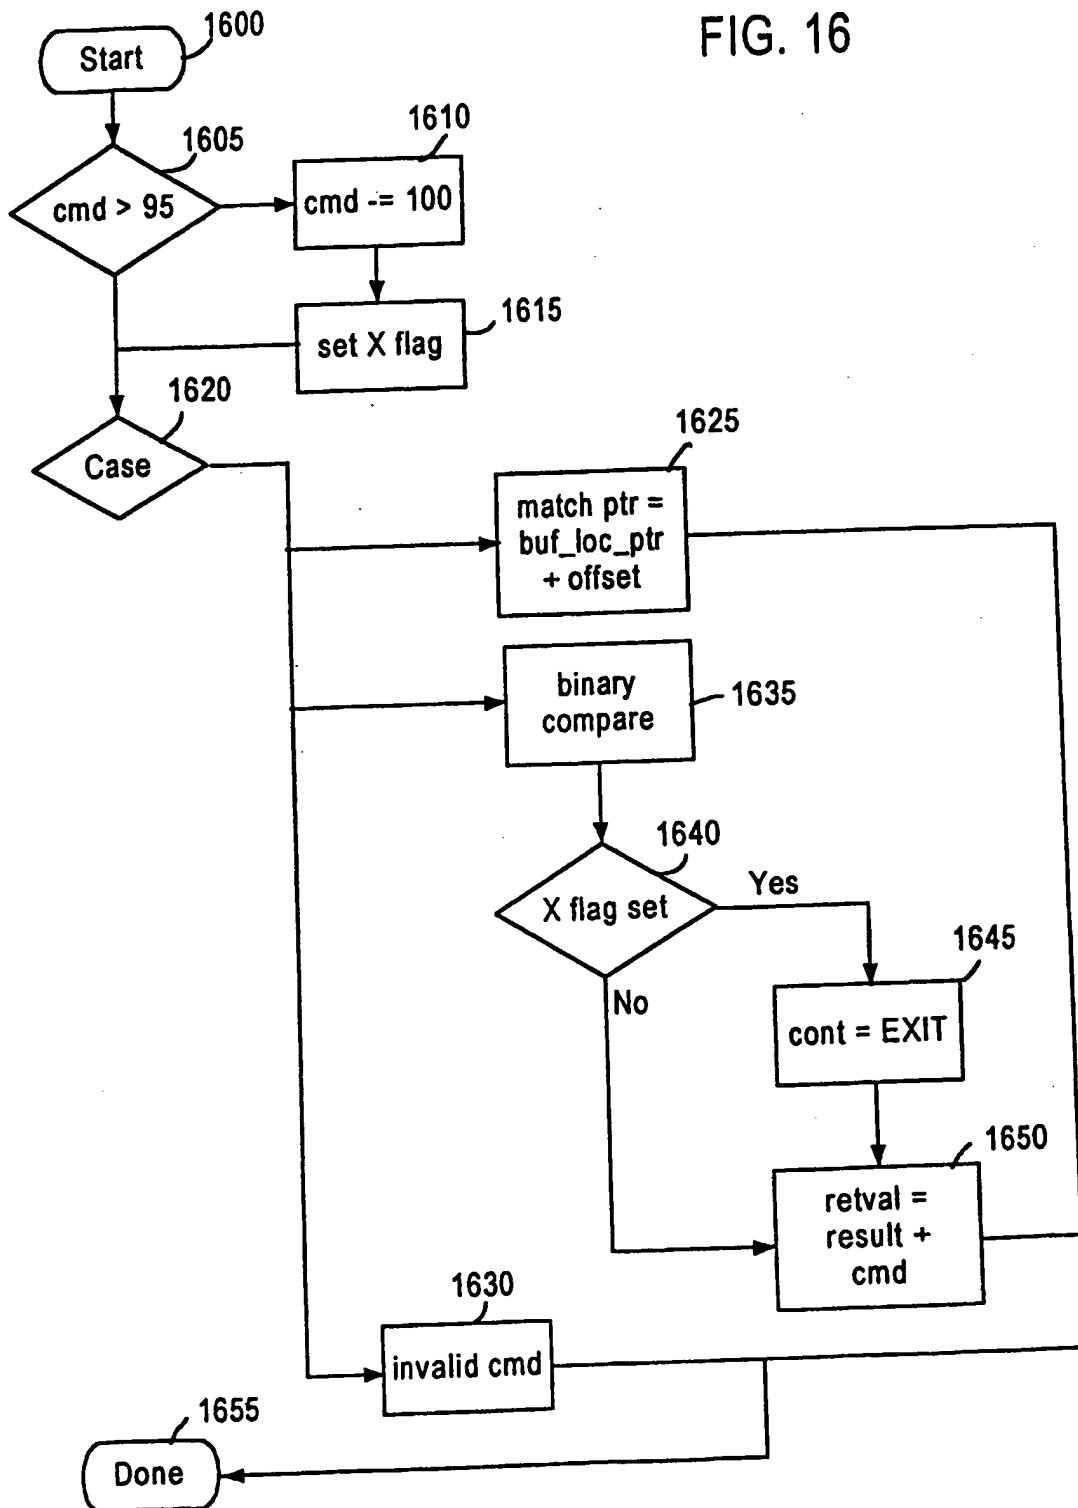 FIG. 16
1600
Start
1605
cmd > 95
1610
cmd -= 100
1615
set X flag
1620
Case
1625
match ptr =
buf_loc_ptr
+ offset
binary
compare
1635
1640
X flag set
Yes
No
1645
cont = EXIT
1650
retval =
result +
cmd
1630
invalid cmd
1655
Done